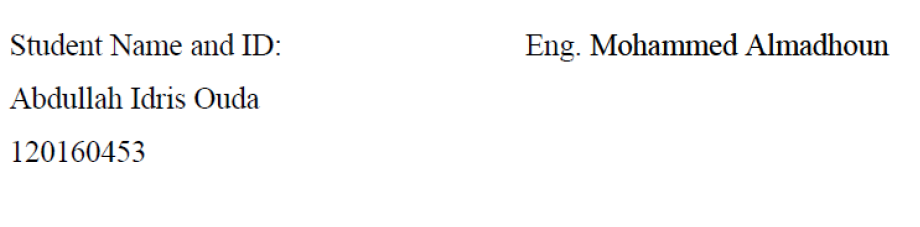 Student Name and ID:
Eng. Mohammed Almadhoun
Abdullah Idris Ouda
120160453